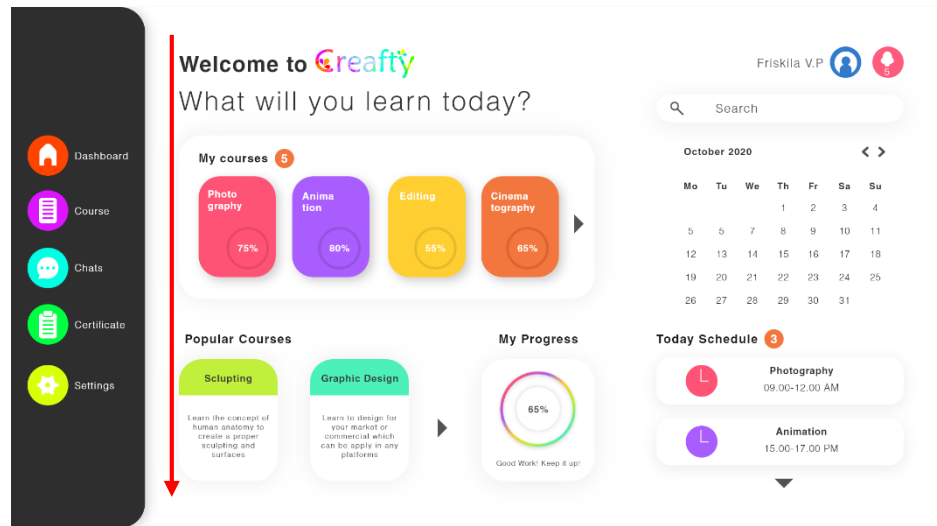 Dashboard
Course
Chats
Certificate
Settings
Welcome to Creafty
What will you learn today?
My courses 5
Photo
graphy
75%
Anima
tion
80%
Editing
55%
Cinema
tography
65%
Popular Courses
Sclupting
Learn the concept of
human anatomy to
create a proper
sculpting and
surfaces
Graphic Design
Learn to design for
your market or
commercial which
can be apply in any
platforms
My Progress
65%
Good Work! Keep it up!
Friskila V.P
5
Search
October 2020
Mo Tu We Th Fr Sa Su
1 2 3 4
5 5 7 8 9 10 11
12 13 14 15 16 17 18
19 20 21 22 23 24 25
26 27 28 29 30 31
Today Schedule 3
Photography
09.00-12.00 AM
Animation
15.00-17.00 PM